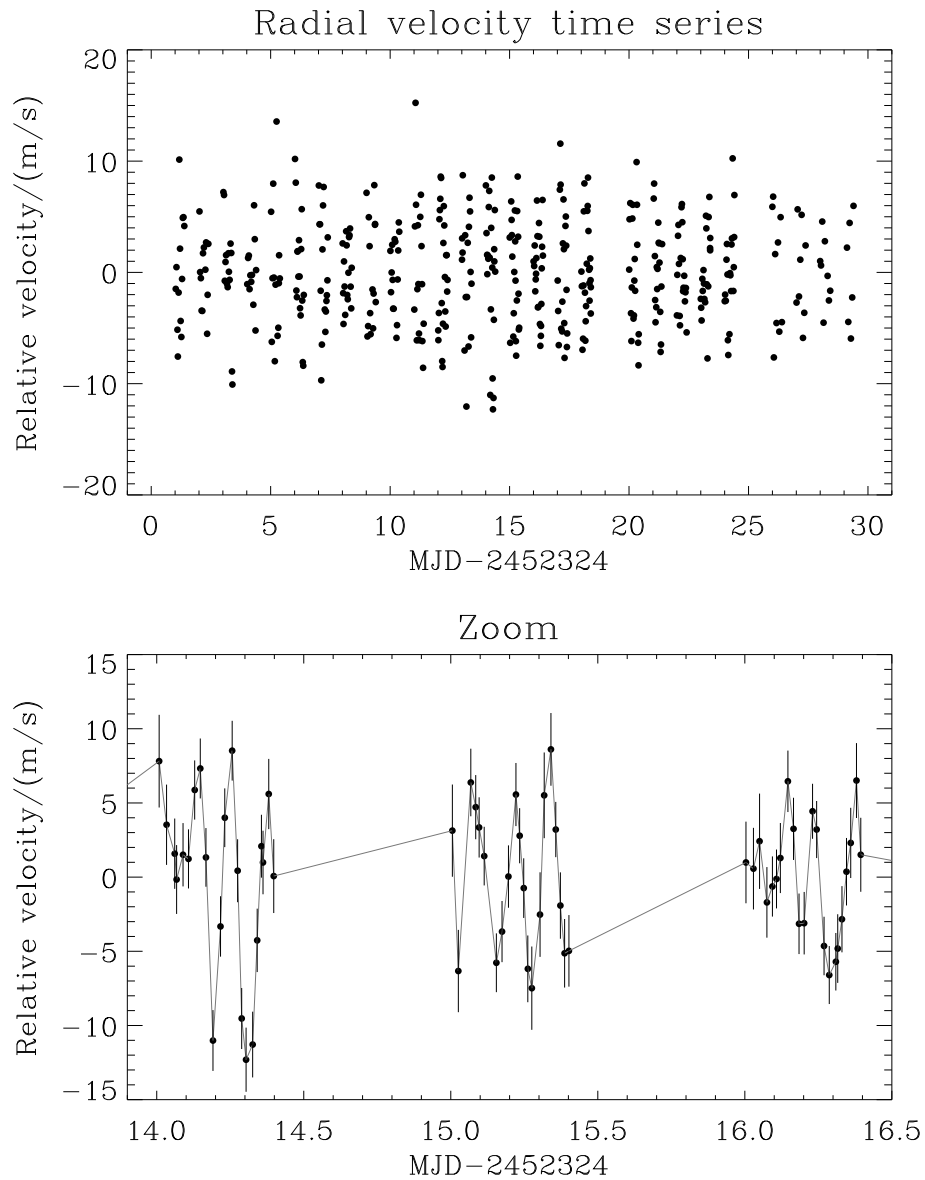 Radial velocity time series
20
10
0
−10
−20
Relative velocity/(m/s)
0 5 10 15 20 25 30
MJD−2452324
Zoom
15
10
5
0
−5
−10
−15
Relative velocity/(m/s)
14.0 14.5 15.0 15.5 16.0 16.5
MJD−2452324